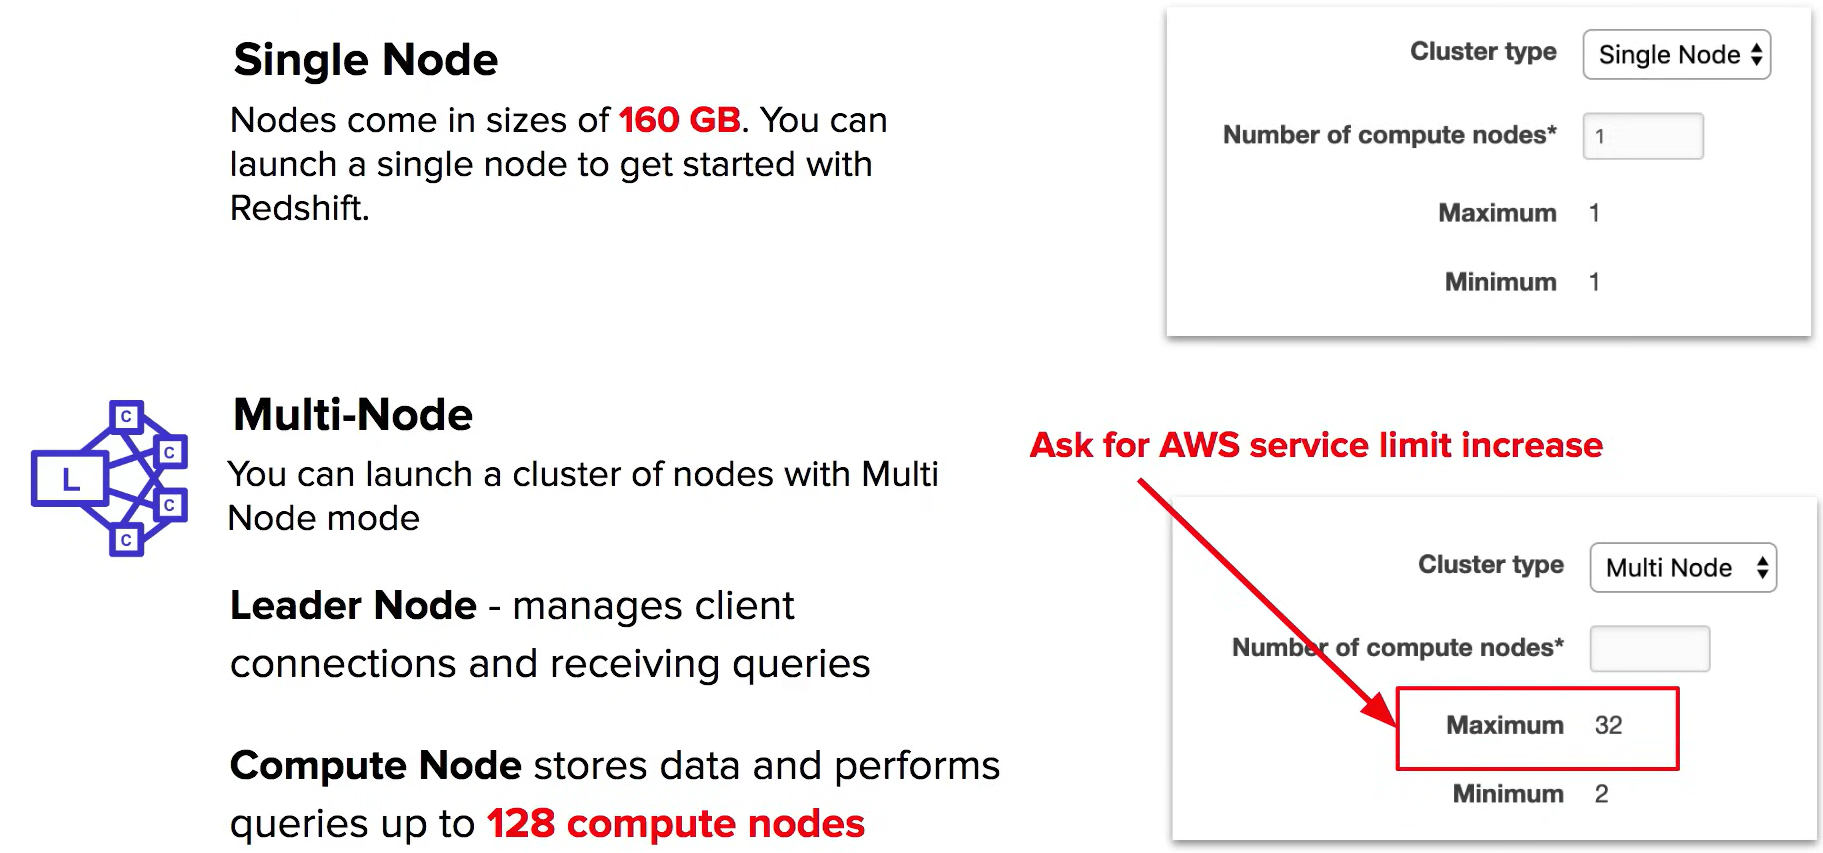 Single Node
Nodes come in sizes of 160 GB. You can
launch a single node to get started with
Redshift.
Cluster type Single Node
Number of compute nodes* 1
Maximum 1
Minimum 1
C
C
L
C
C
Multi-Node
You can launch a cluster of nodes with Multi
Node mode
Leader Node - manages client
connections and receiving queries
Compute Node stores data and performs
queries up to 128 compute nodes
Ask for AWS service limit increase
Cluster type Multi Node
Number of compute nodes*
Maximum 32
Minimum 2